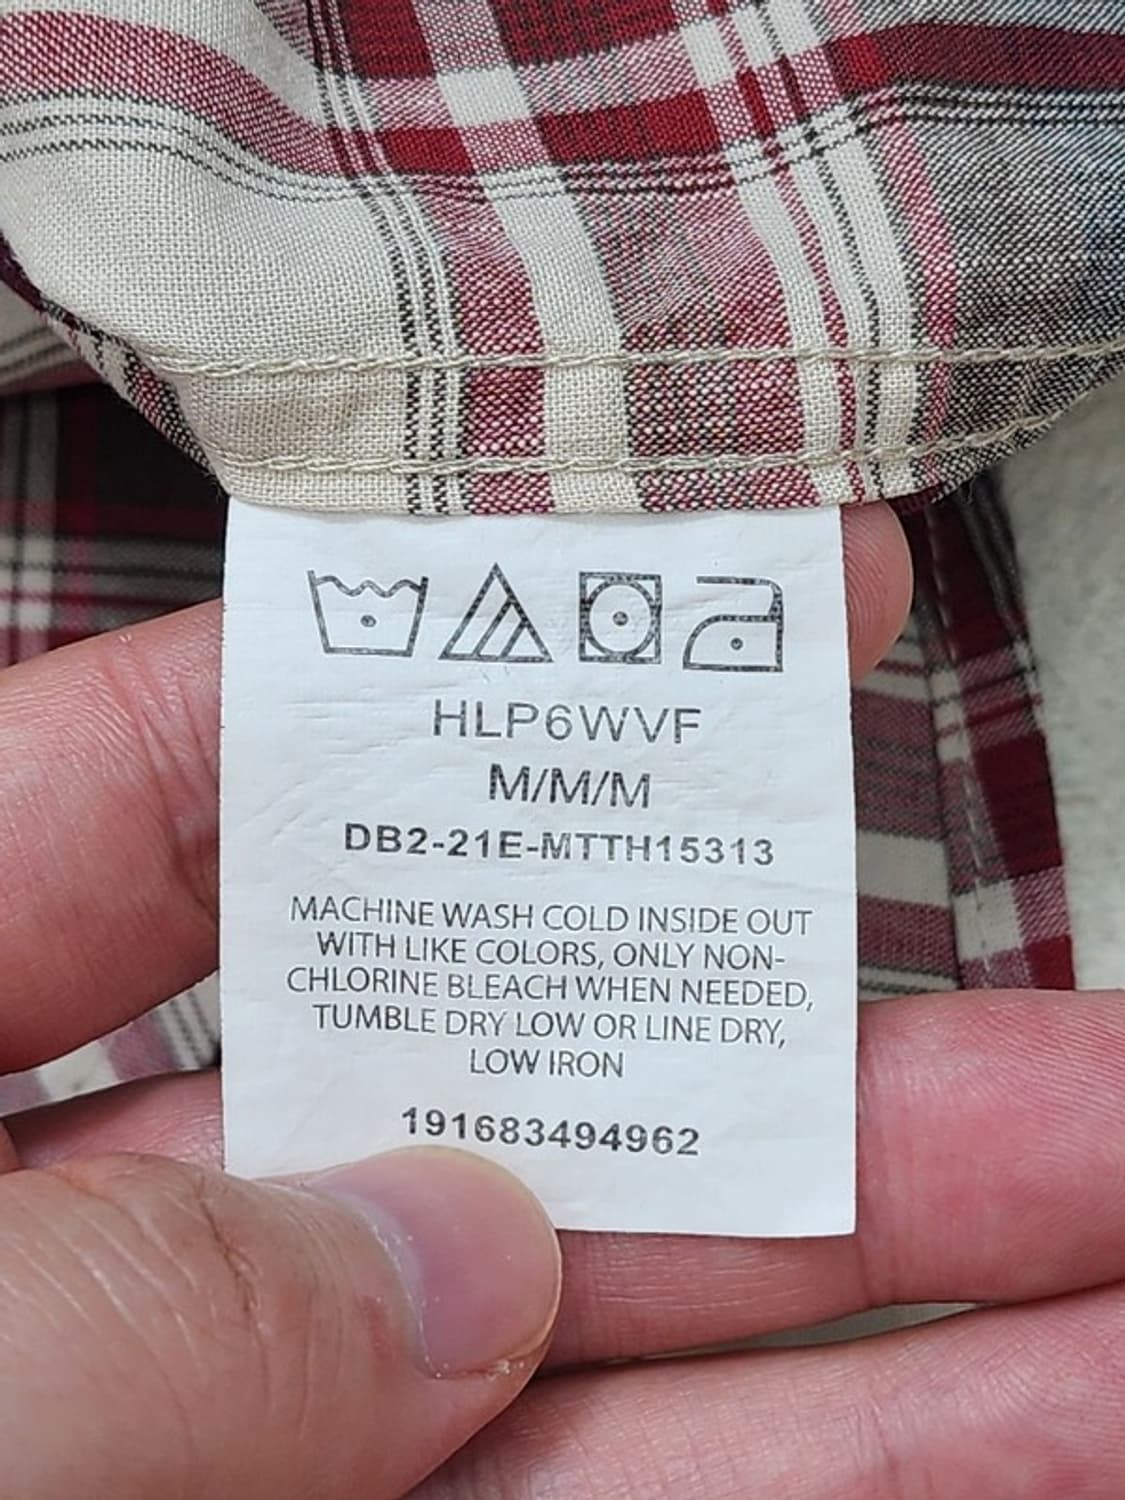 HLP6WVF
M/M/M
DB2-21E-MTTH15313
MACHINE WASH COLD INSIDE OUT
WITH LIKE COLORS, ONLY NON-
CHLORINE BLEACH WHEN NEEDED,
TUMBLE DRY LOW OR LINE DRY,
LOW IRON
191683494962